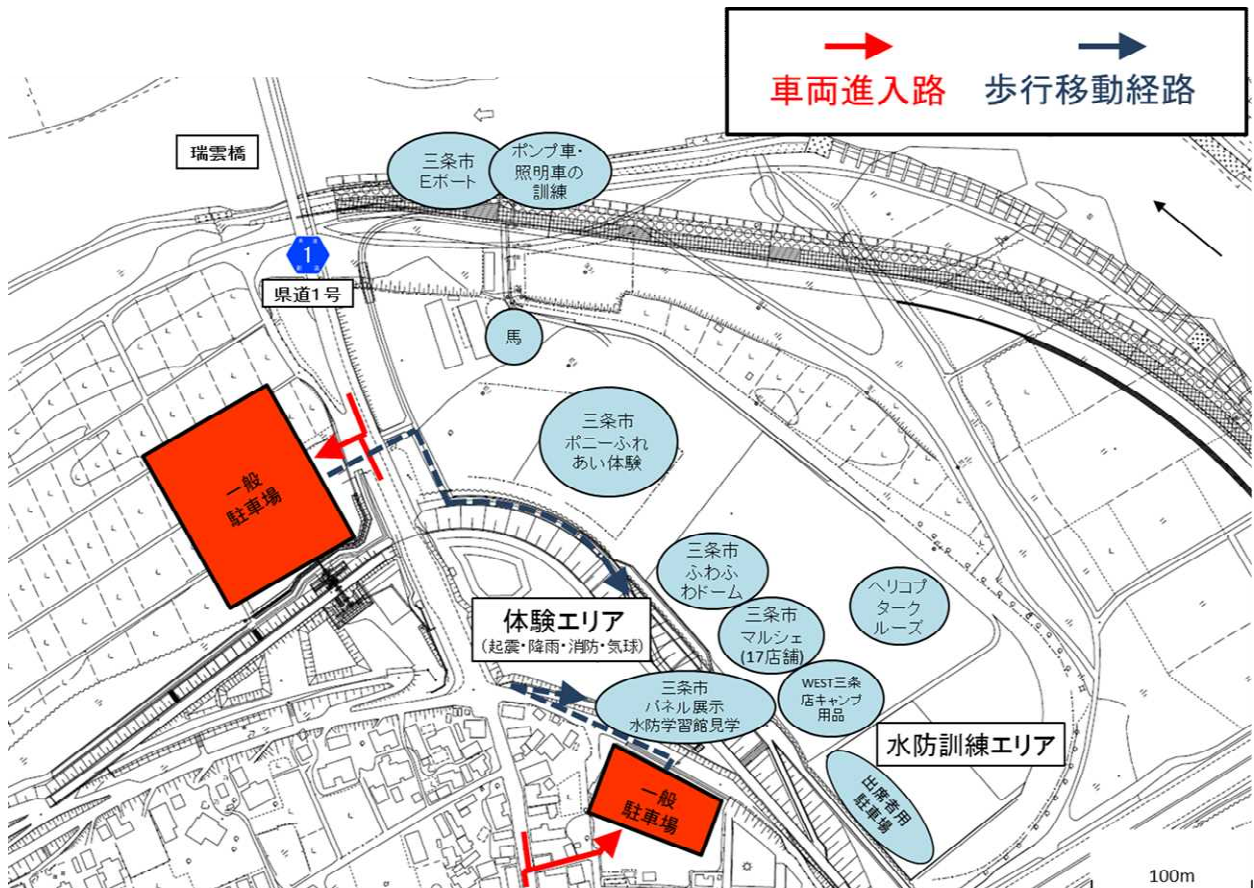 車両進入路
歩行移動経路
瑞雲橋
三条市
Eボート
ポンプ車・
照明車の
訓練
1
県道1号
馬
三条市
ポニーふれ
あい体験
一般
駐車場
三条市
ふわふ
わドーム
ヘリコプ
ターク
ルーズ
体験エリア
(起震・降雨・消防・気球)
三条市
マルシェ
(17店舗)
三条市
パネル展示
水防学習館見学
WEST三条
店キャンプ
用品
水防訓練エリア
一般
駐車場
出席者用
駐車場
100m